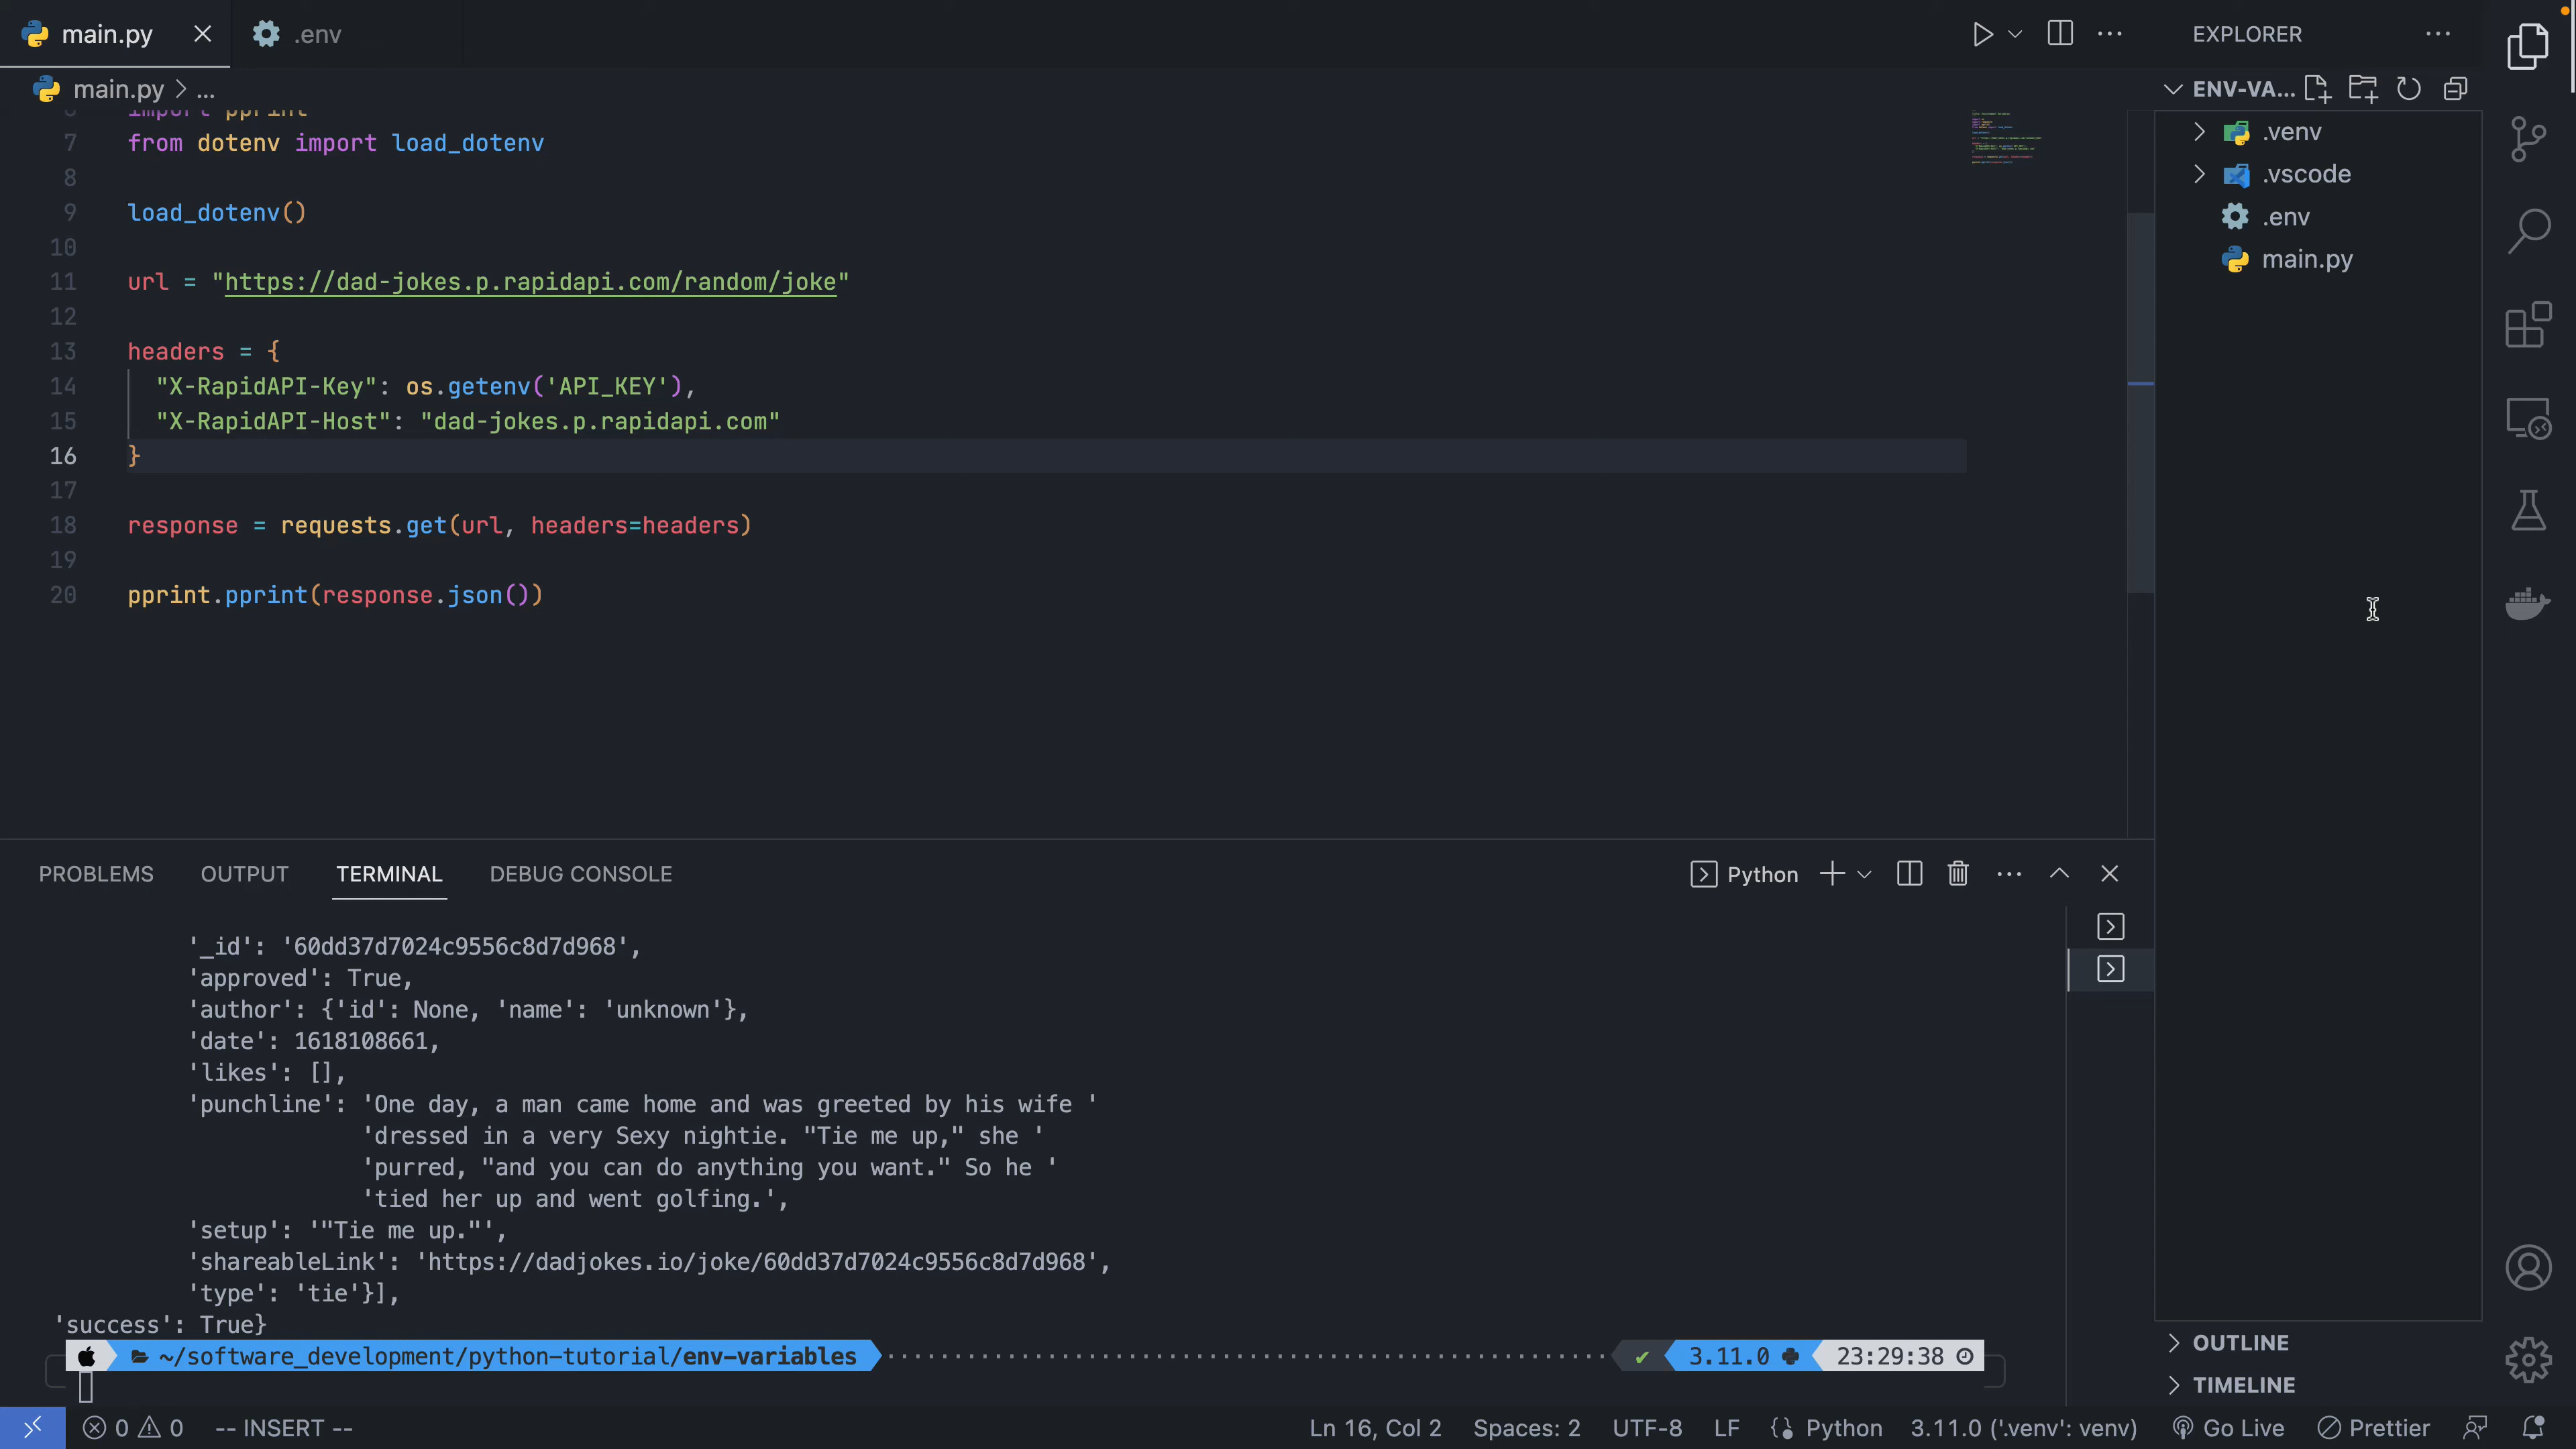 main.py
.env
EXPLORER
main.py > ...
ENV-VA...
6 import pprint
7 from dotenv import load_dotenv
8
9 load_dotenv()
10
11 url = "https://dad-jokes.p.rapidapi.com/random/joke"
12
13 headers = {
14 "X-RapidAPI-Key": os.getenv('API_KEY'),
15 "X-RapidAPI-Host": "dad-jokes.p.rapidapi.com"
16 }
17
18 response = requests.get(url, headers=headers)
19
20 pprint.pprint(response.json())
.venv
.vscode
.env
main.py
PROBLEMS OUTPUT TERMINAL DEBUG CONSOLE
Python
'_id': '60dd37d7024c9556c8d7d968',
'approved': True,
'author': {'id': None, 'name': 'unknown'},
'date': 1618108661,
'likes': [],
'punchline': 'One day, a man came home and was greeted by his wife '
'dressed in a very Sexy nightie. "Tie me up," she '
'purred, "and you can do anything you want." So he '
'tied her up and went golfing.',
'setup': '"Tie me up."',
'shareableLink': 'https://dadjokes.io/joke/60dd37d7024c9556c8d7d968',
'type': 'tie'}],
'success': True}
~/software_development/python-tutorial/env-variables
3.11.0
23:29:38
OUTLINE
TIMELINE
0 0 -- INSERT --
Ln 16, Col 2 Spaces: 2 UTF-8 LF Python 3.11.0 ('.venv': venv) Go Live Prettier